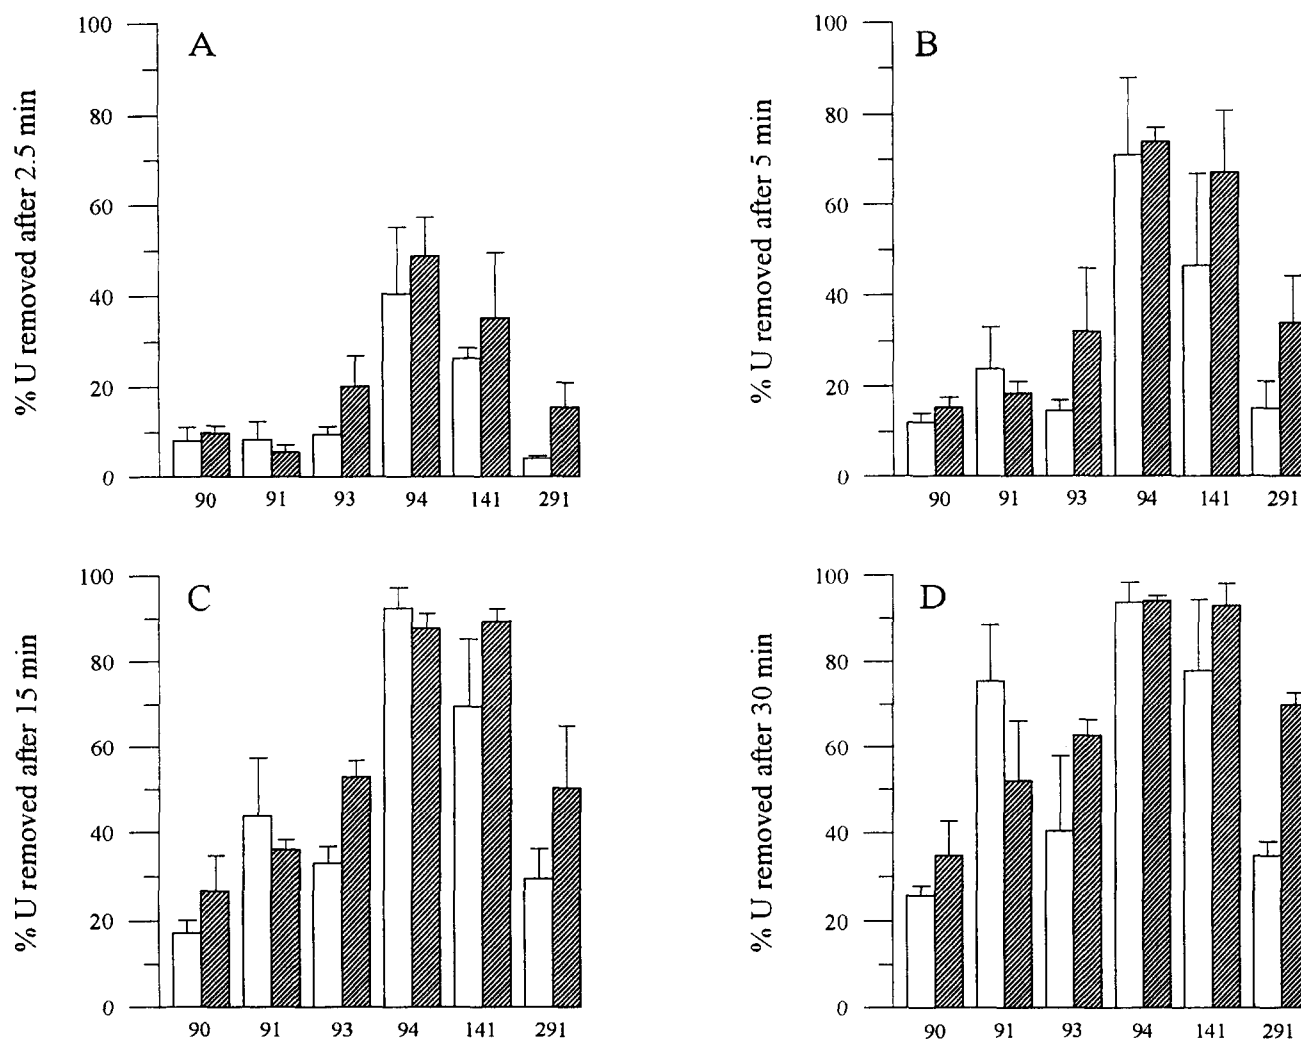 A
% U removed after 2.5 min
100
80
60
40
20
0
90 91 93 94 141 291
B
% U removed after 5 min
100
80
60
40
20
0
90 91 93 94 141 291
C
% U removed after 15 min
100
80
60
40
20
0
90 91 93 94 141 291
D
% U removed after 30 min
100
80
60
40
20
0
90 91 93 94 141 291